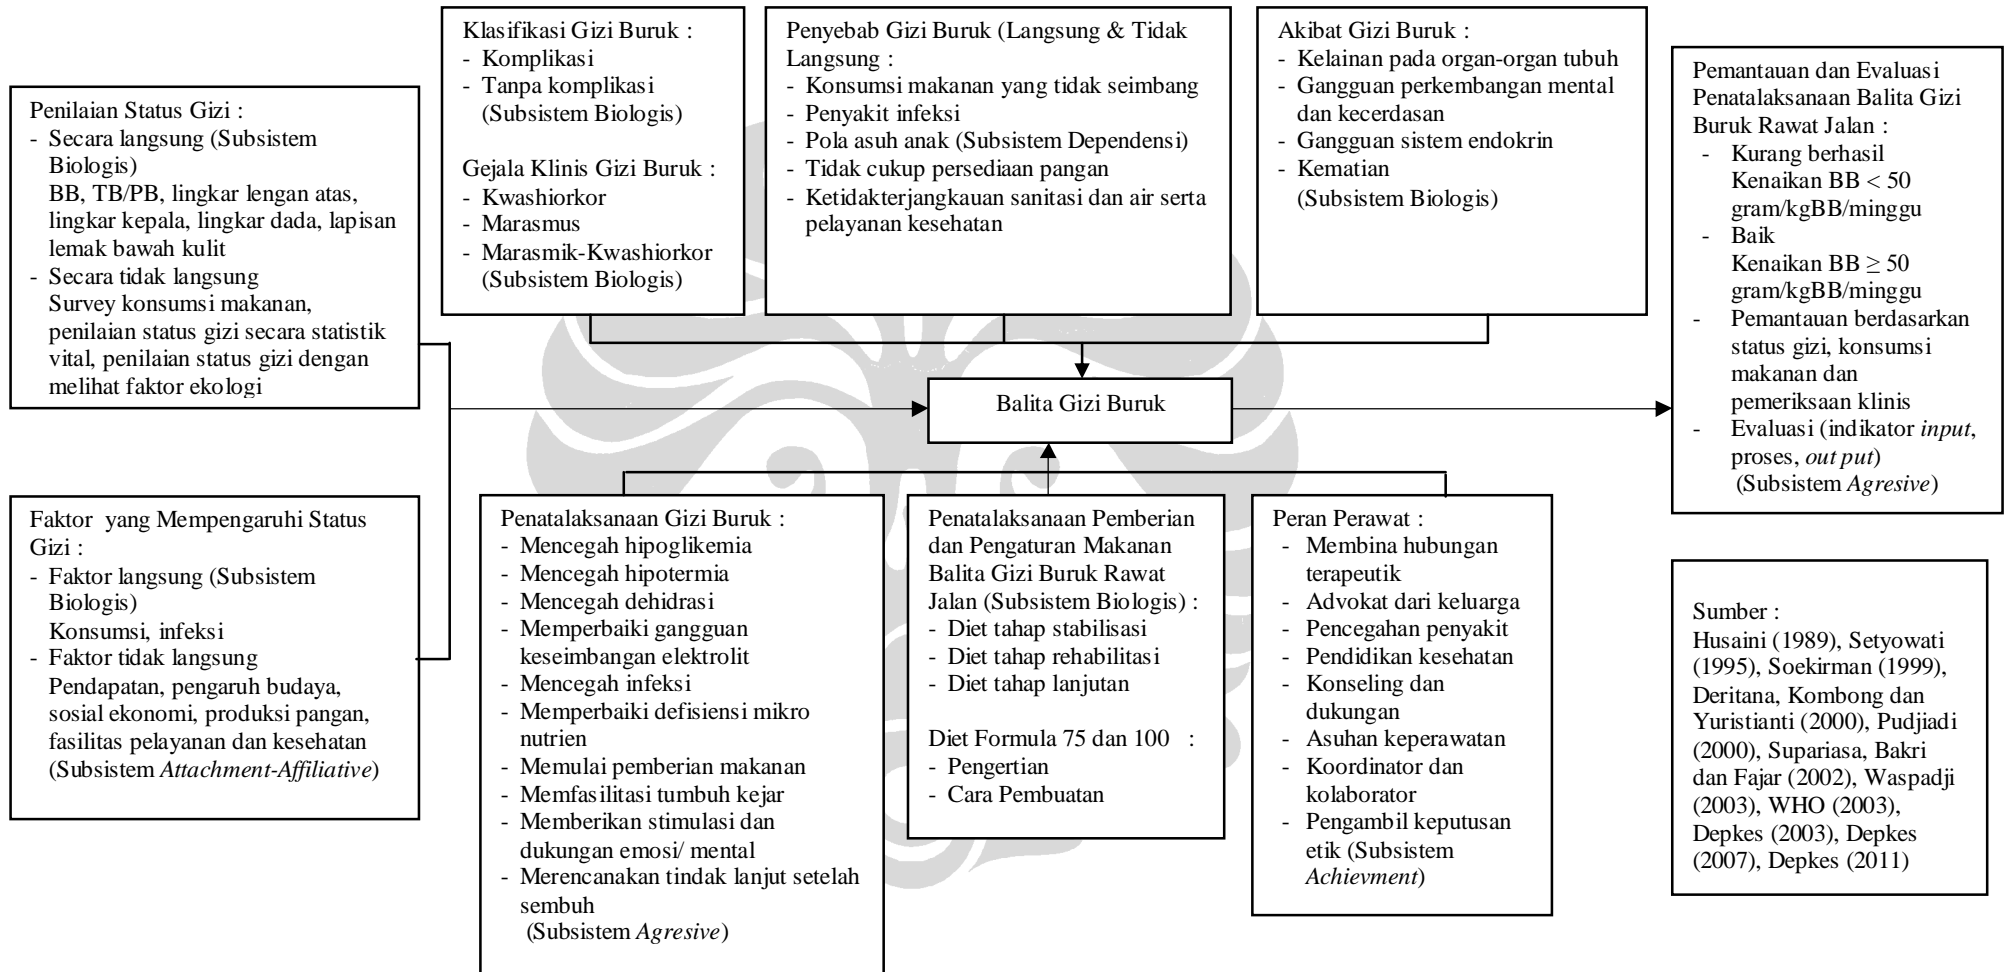 Penilaian Status Gizi :
- Secara langsung (Subsistem
Biologis)
BB, TB/PB, lingkar lengan atas,
lingkar kepala, lingkar dada, lapisan
lemak bawah kulit
- Secara tidak langsung
Survey konsumsi makanan,
penilaian status gizi secara statistik
vital, penilaian status gizi dengan
melihat faktor ekologi
Faktor yang Mempengaruhi Status
Gizi :
- Faktor langsung (Subsistem
Biologis)
Konsumsi, infeksi
- Faktor tidak langsung
Pendapatan, pengaruh budaya,
sosial ekonomi, produksi pangan,
fasilitas pelayanan dan kesehatan
(Subsistem Attachment-Affiliative)
Klasifikasi Gizi Buruk :
- Komplikasi
- Tanpa komplikasi
(Subsistem Biologis)
Gejala Klinis Gizi Buruk :
- Kwashiorkor
- Marasmus
- Marasmik-Kwashiorkor
(Subsistem Biologis)
Penyebab Gizi Buruk (Langsung & Tidak
Langsung :
- Konsumsi makanan yang tidak seimbang
- Penyakit infeksi
- Pola asuh anak (Subsistem Dependensi)
- Tidak cukup persediaan pangan
- Ketidakterjangkauan sanitasi dan air serta
pelayanan kesehatan
Akibat Gizi Buruk :
- Kelainan pada organ-organ tubuh
- Gangguan perkembangan mental
dan kecerdasan
- Gangguan sistem endokrin
- Kematian
(Subsistem Biologis)
Balita Gizi Buruk
Penatalaksanaan Gizi Buruk :
- Mencegah hipoglikemia
- Mencegah hipotermia
- Mencegah dehidrasi
- Memperbaiki gangguan
keseimbangan elektrolit
- Mencegah infeksi
- Memperbaiki defisiensi mikro
nutrien
- Memulai pemberian makanan
- Memfasilitasi tumbuh kejar
- Memberikan stimulasi dan
dukungan emosi/ mental
- Merencanakan tindak lanjut setelah
sembuh
(Subsistem Agresive)
Penatalaksanaan Pemberian
dan Pengaturan Makanan
Balita Gizi Buruk Rawat
Jalan (Subsistem Biologis) :
- Diet tahap stabilisasi
- Diet tahap rehabilitasi
- Diet tahap lanjutan
Diet Formula 75 dan 100 :
- Pengertian
- Cara Pembuatan
Peran Perawat :
- Membina hubungan
terapeutik
- Advokat dari keluarga
- Pencegahan penyakit
- Pendidikan kesehatan
- Konseling dan
dukungan
- Asuhan keperawatan
- Koordinator dan
kolaborator
- Pengambil keputusan
etik (Subsistem
Achievment)
Pemantauan dan Evaluasi
Penatalaksanaan Balita Gizi
Buruk Rawat Jalan :
- Kurang berhasil
Kenaikan BB < 50
gram/kgBB/minggu
- Baik
Kenaikan BB ≥ 50
gram/kgBB/minggu
- Pemantauan berdasarkan
status gizi, konsumsi
makanan dan
pemeriksaan klinis
- Evaluasi (indikator input,
proses, out put)
(Subsistem Agresive)
Sumber :
Husaini (1989), Setyowati
(1995), Soekirman (1999),
Deritana, Kombong dan
Yuristianti (2000), Pudjiadi
(2000), Supariasa, Bakri
dan Fajar (2002), Waspadji
(2003), WHO (2003),
Depkes (2003), Depkes
(2007), Depkes (2011)